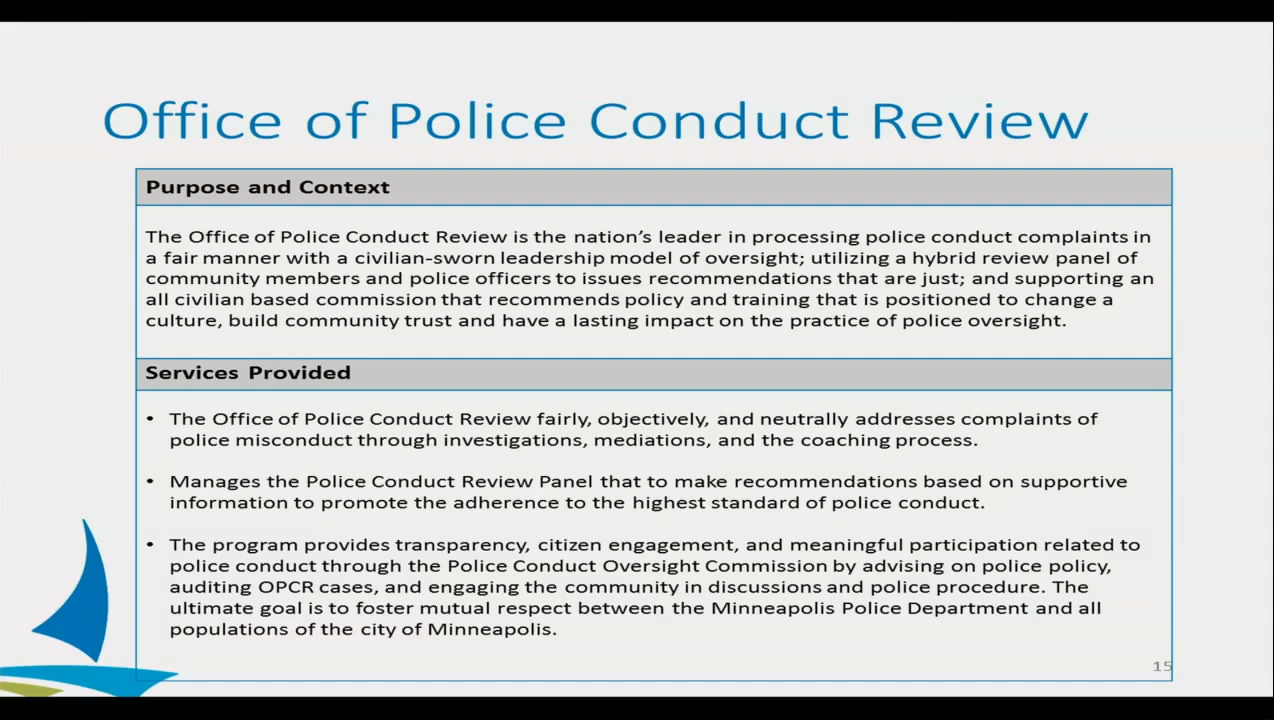 Office of Police Conduct Review
Purpose and Context
The Office of Police Conduct Review is the nation's leader in processing police conduct complaints in
a fair manner with a civilian-sworn leadership model of oversight; utilizing a hybrid review panel of
community members and police officers to issues recommendations that are just; and supporting an
all civilian based commission that recommends policy and training that is positioned to change a
culture, build community trust and have a lasting impact on the practice of police oversight.
Services Provided
• The Office of Police Conduct Review fairly, objectively, and neutrally addresses complaints of
police misconduct through investigations, mediations, and the coaching process.
• Manages the Police Conduct Review Panel that to make recommendations based on supportive
information to promote the adherence to the highest standard of police conduct.
• The program provides transparency, citizen engagement, and meaningful participation related to
police conduct through the Police Conduct Oversight Commission by advising on police policy,
auditing OPCR cases, and engaging the community in discussions and police procedure. The
ultimate goal is to foster mutual respect between the Minneapolis Police Department and all
populations of the city of Minneapolis.
15